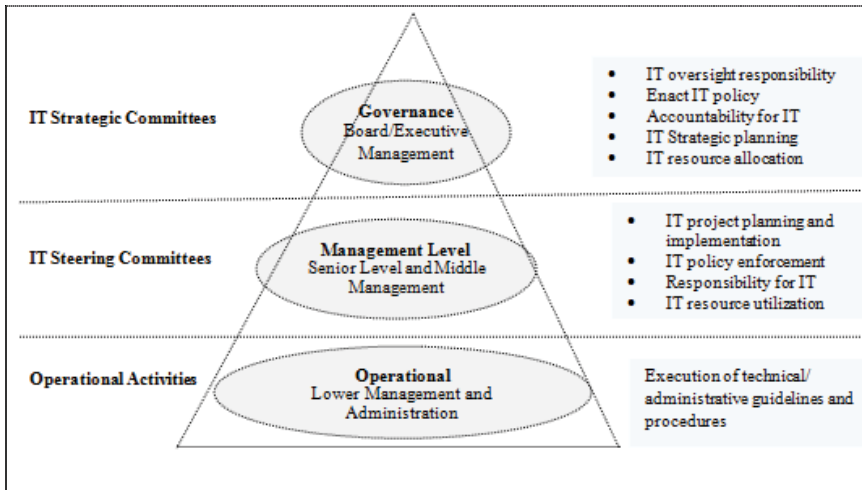 IT Strategic Committees
Governance
Board/Executive
Management
• IT oversight responsibility
• Enact IT policy
• Accountability for IT
• IT Strategic planning
• IT resource allocation
IT Steering Committees
Management Level
Senior Level and Middle
Management
• IT project planning and
implementation
• IT policy enforcement
• Responsibility for IT
• IT resource utilization
Operational Activities
Operational
Lower Management and
Administration
Execution of technical/
administrative guidelines and
procedures